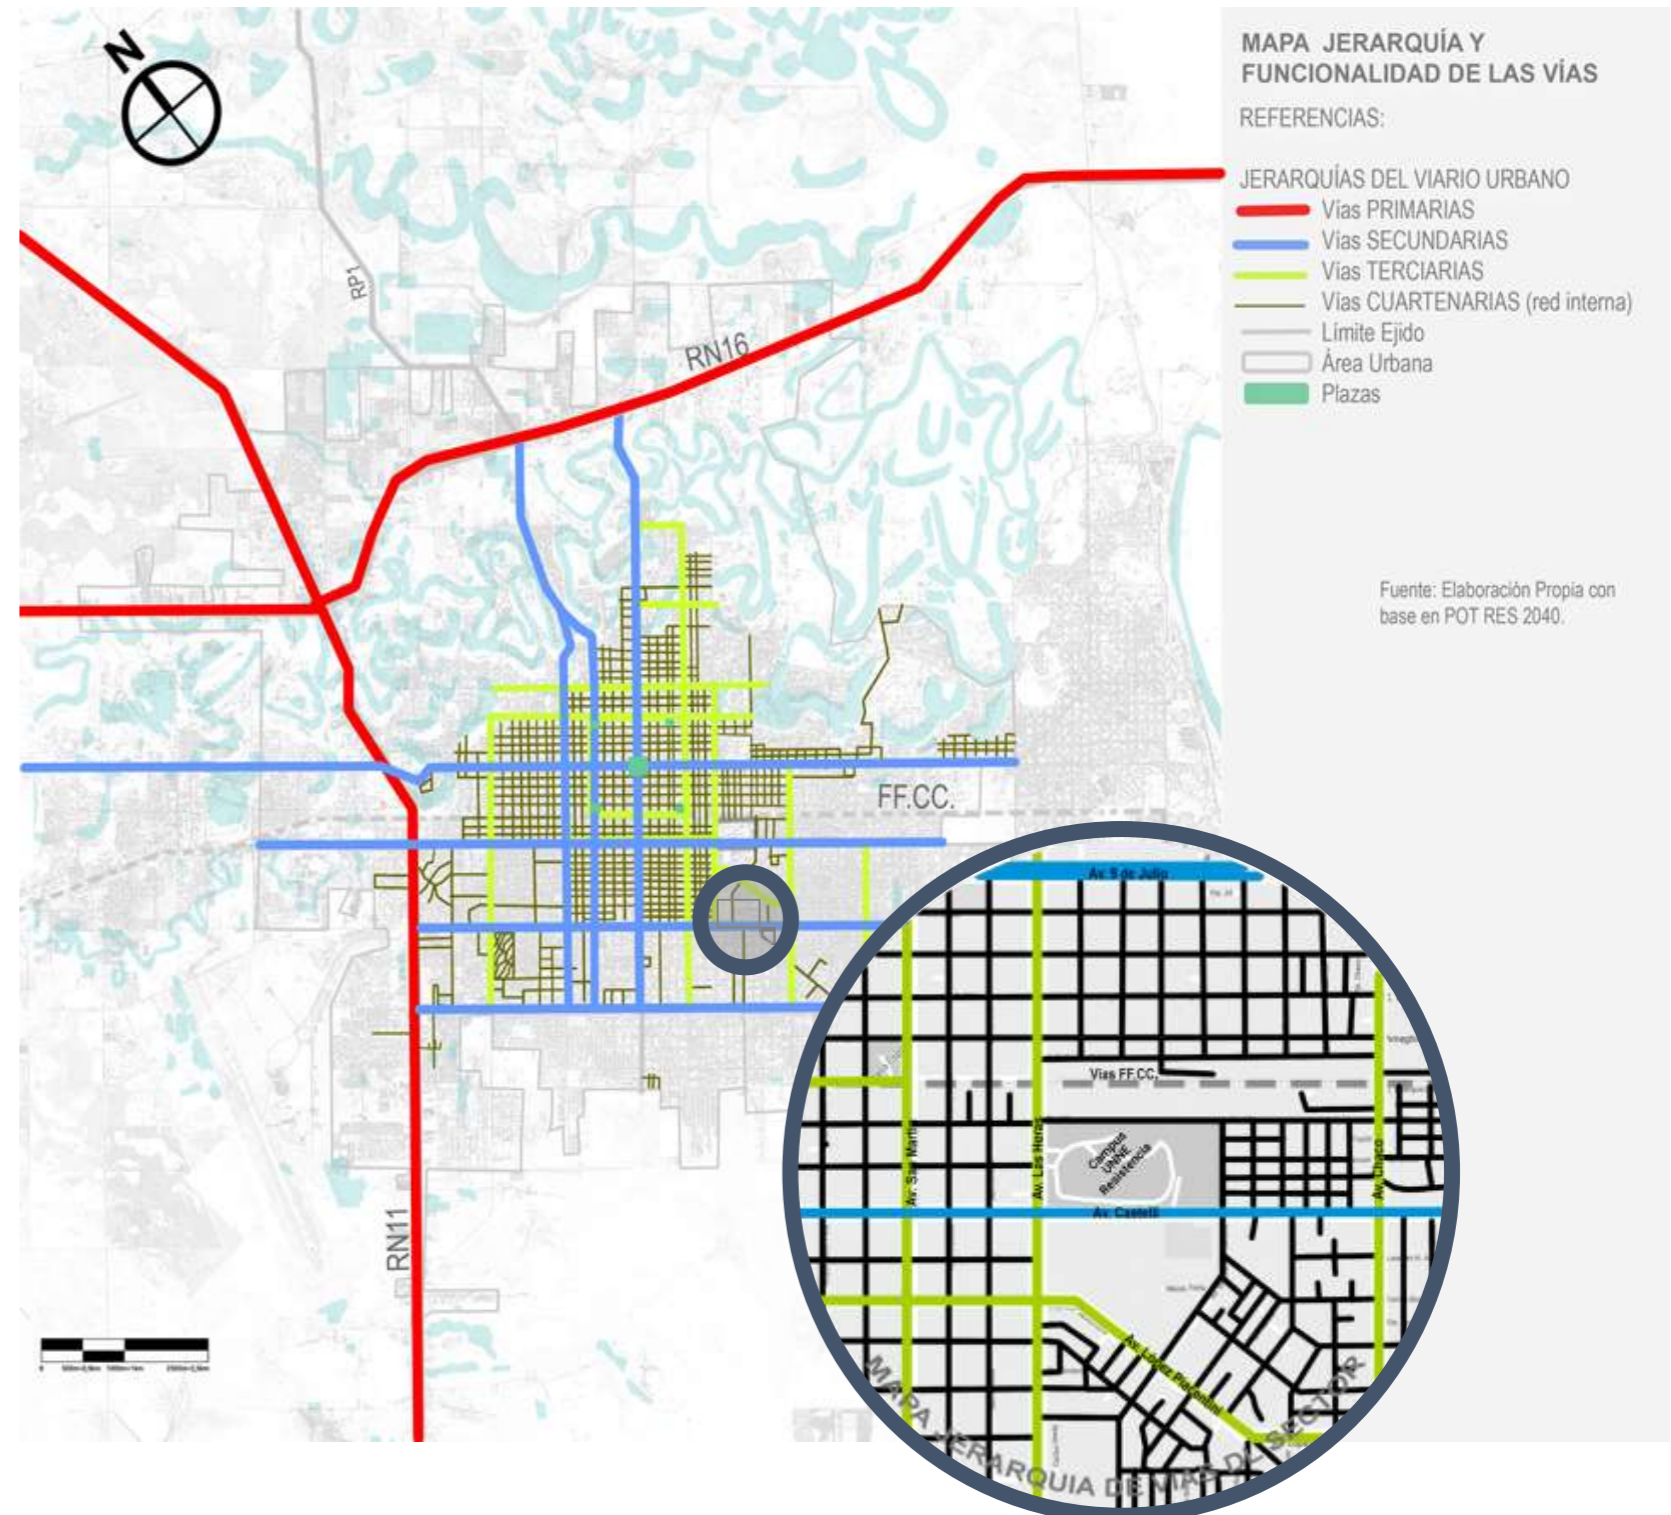 N
MAPA JERARQUÍA Y
FUNCIONALIDAD DE LAS VÍAS
REFERENCIAS:
JERARQUÍAS DEL VIARIO URBANO
Vías PRIMARIAS
Vías SECUNDARIAS
Vías TERCIARIAS
Vías CUARTENARIAS (red interna)
Límite Ejido
Área Urbana
Plazas
Fuente: Elaboración Propia con
base en POT RES 2040.
RP1
RN16
FF.CC.
RN11
Av. 9 de Julio
Vías FF.CC.
Campus
UNNE
Resistencia
Av. San Martín
Av. Las Heras
Av. Chaco
Av. Castelli
Av. López Piacentini
MAPA JERARQUIA DE VIAS DEL SECTOR